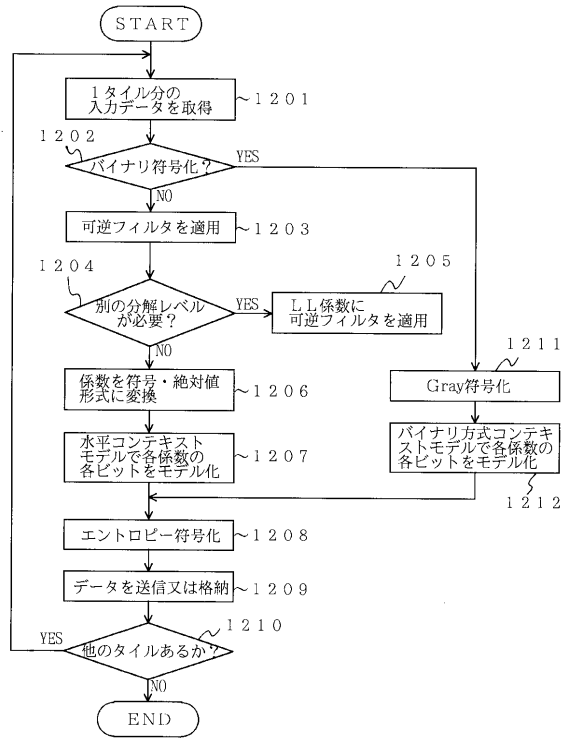 START
1タイル分の
入力データを取得
~1201
1202
バイナリ符号化?
YES
NO
可逆フィルタを適用
~1203
1204
別の分解レベル
が必要?
YES
NO
1205
LL係数に
可逆フィルタを適用
係数を符号・絶対値
形式に変換
~1206
水平コンテキスト
モデルで各係数の
各ビットをモデル化
~1207
1211
Gray符号化
バイナリ方式コンテキ
ストモデルで各係数の
各ビットをモデル化
1212
エントロピー符号化
~1208
データを送信又は格納
~1209
1210
YES
他のタイルあるか?
NO
END